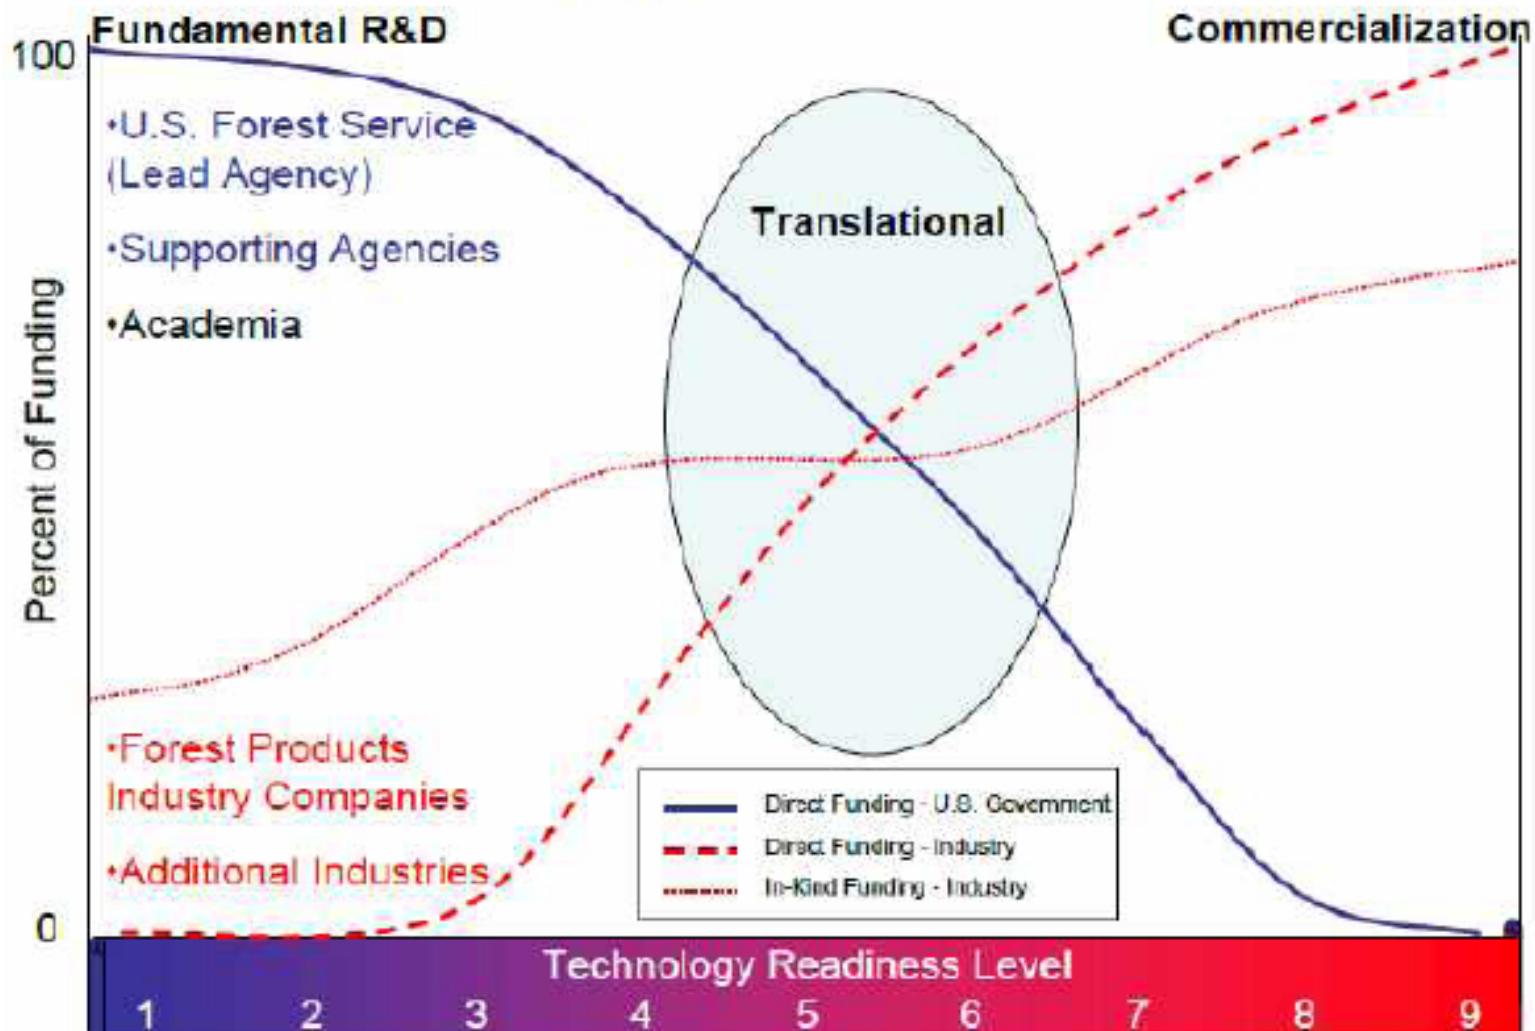 Fundamental R&D
Commercialization
100
•U.S. Forest Service
(Lead Agency)
•Supporting Agencies
•Academia
Translational
Percent of Funding
•Forest Products
Industry Companies
•Additional Industries
Direct Funding - U.S. Government
Direct Funding - Industry
In-Kind Funding - Industry
0
Technology Readiness Level
1 2 3 4 5 6 7 8 9